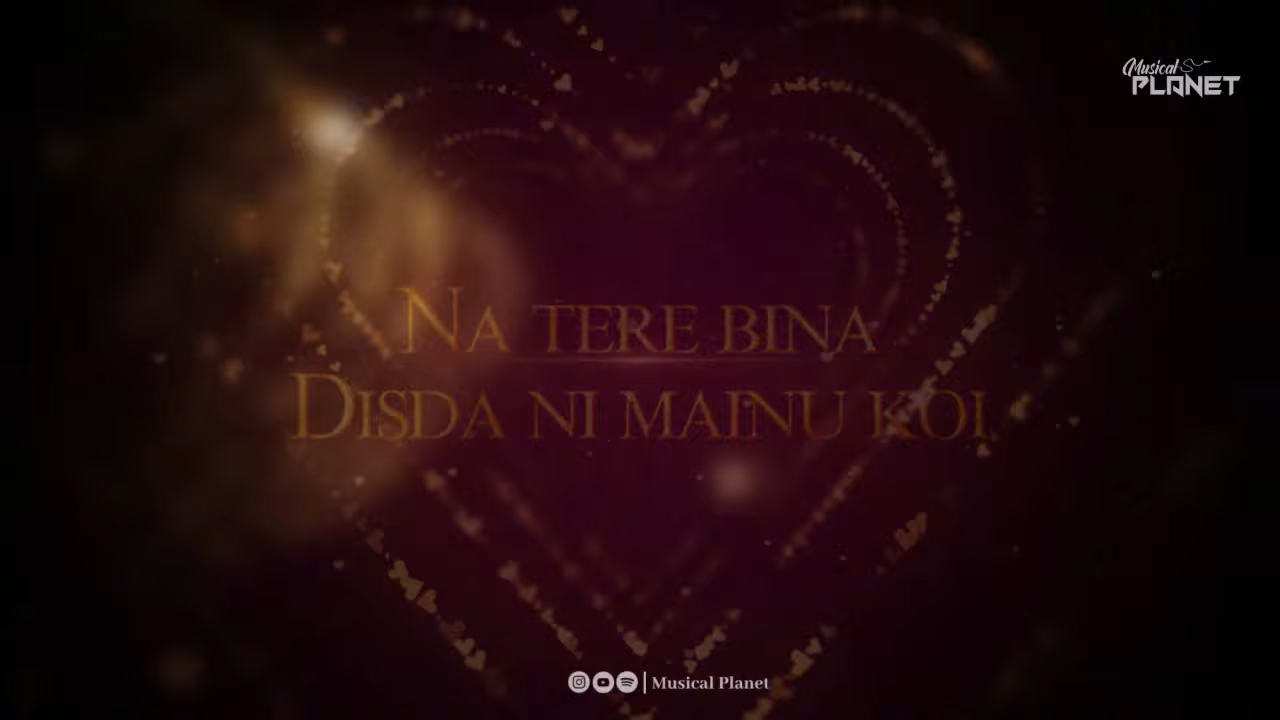 Musical
PLANET
NA TERE BINA
DISDA NI MAINU KOI
Musical Planet